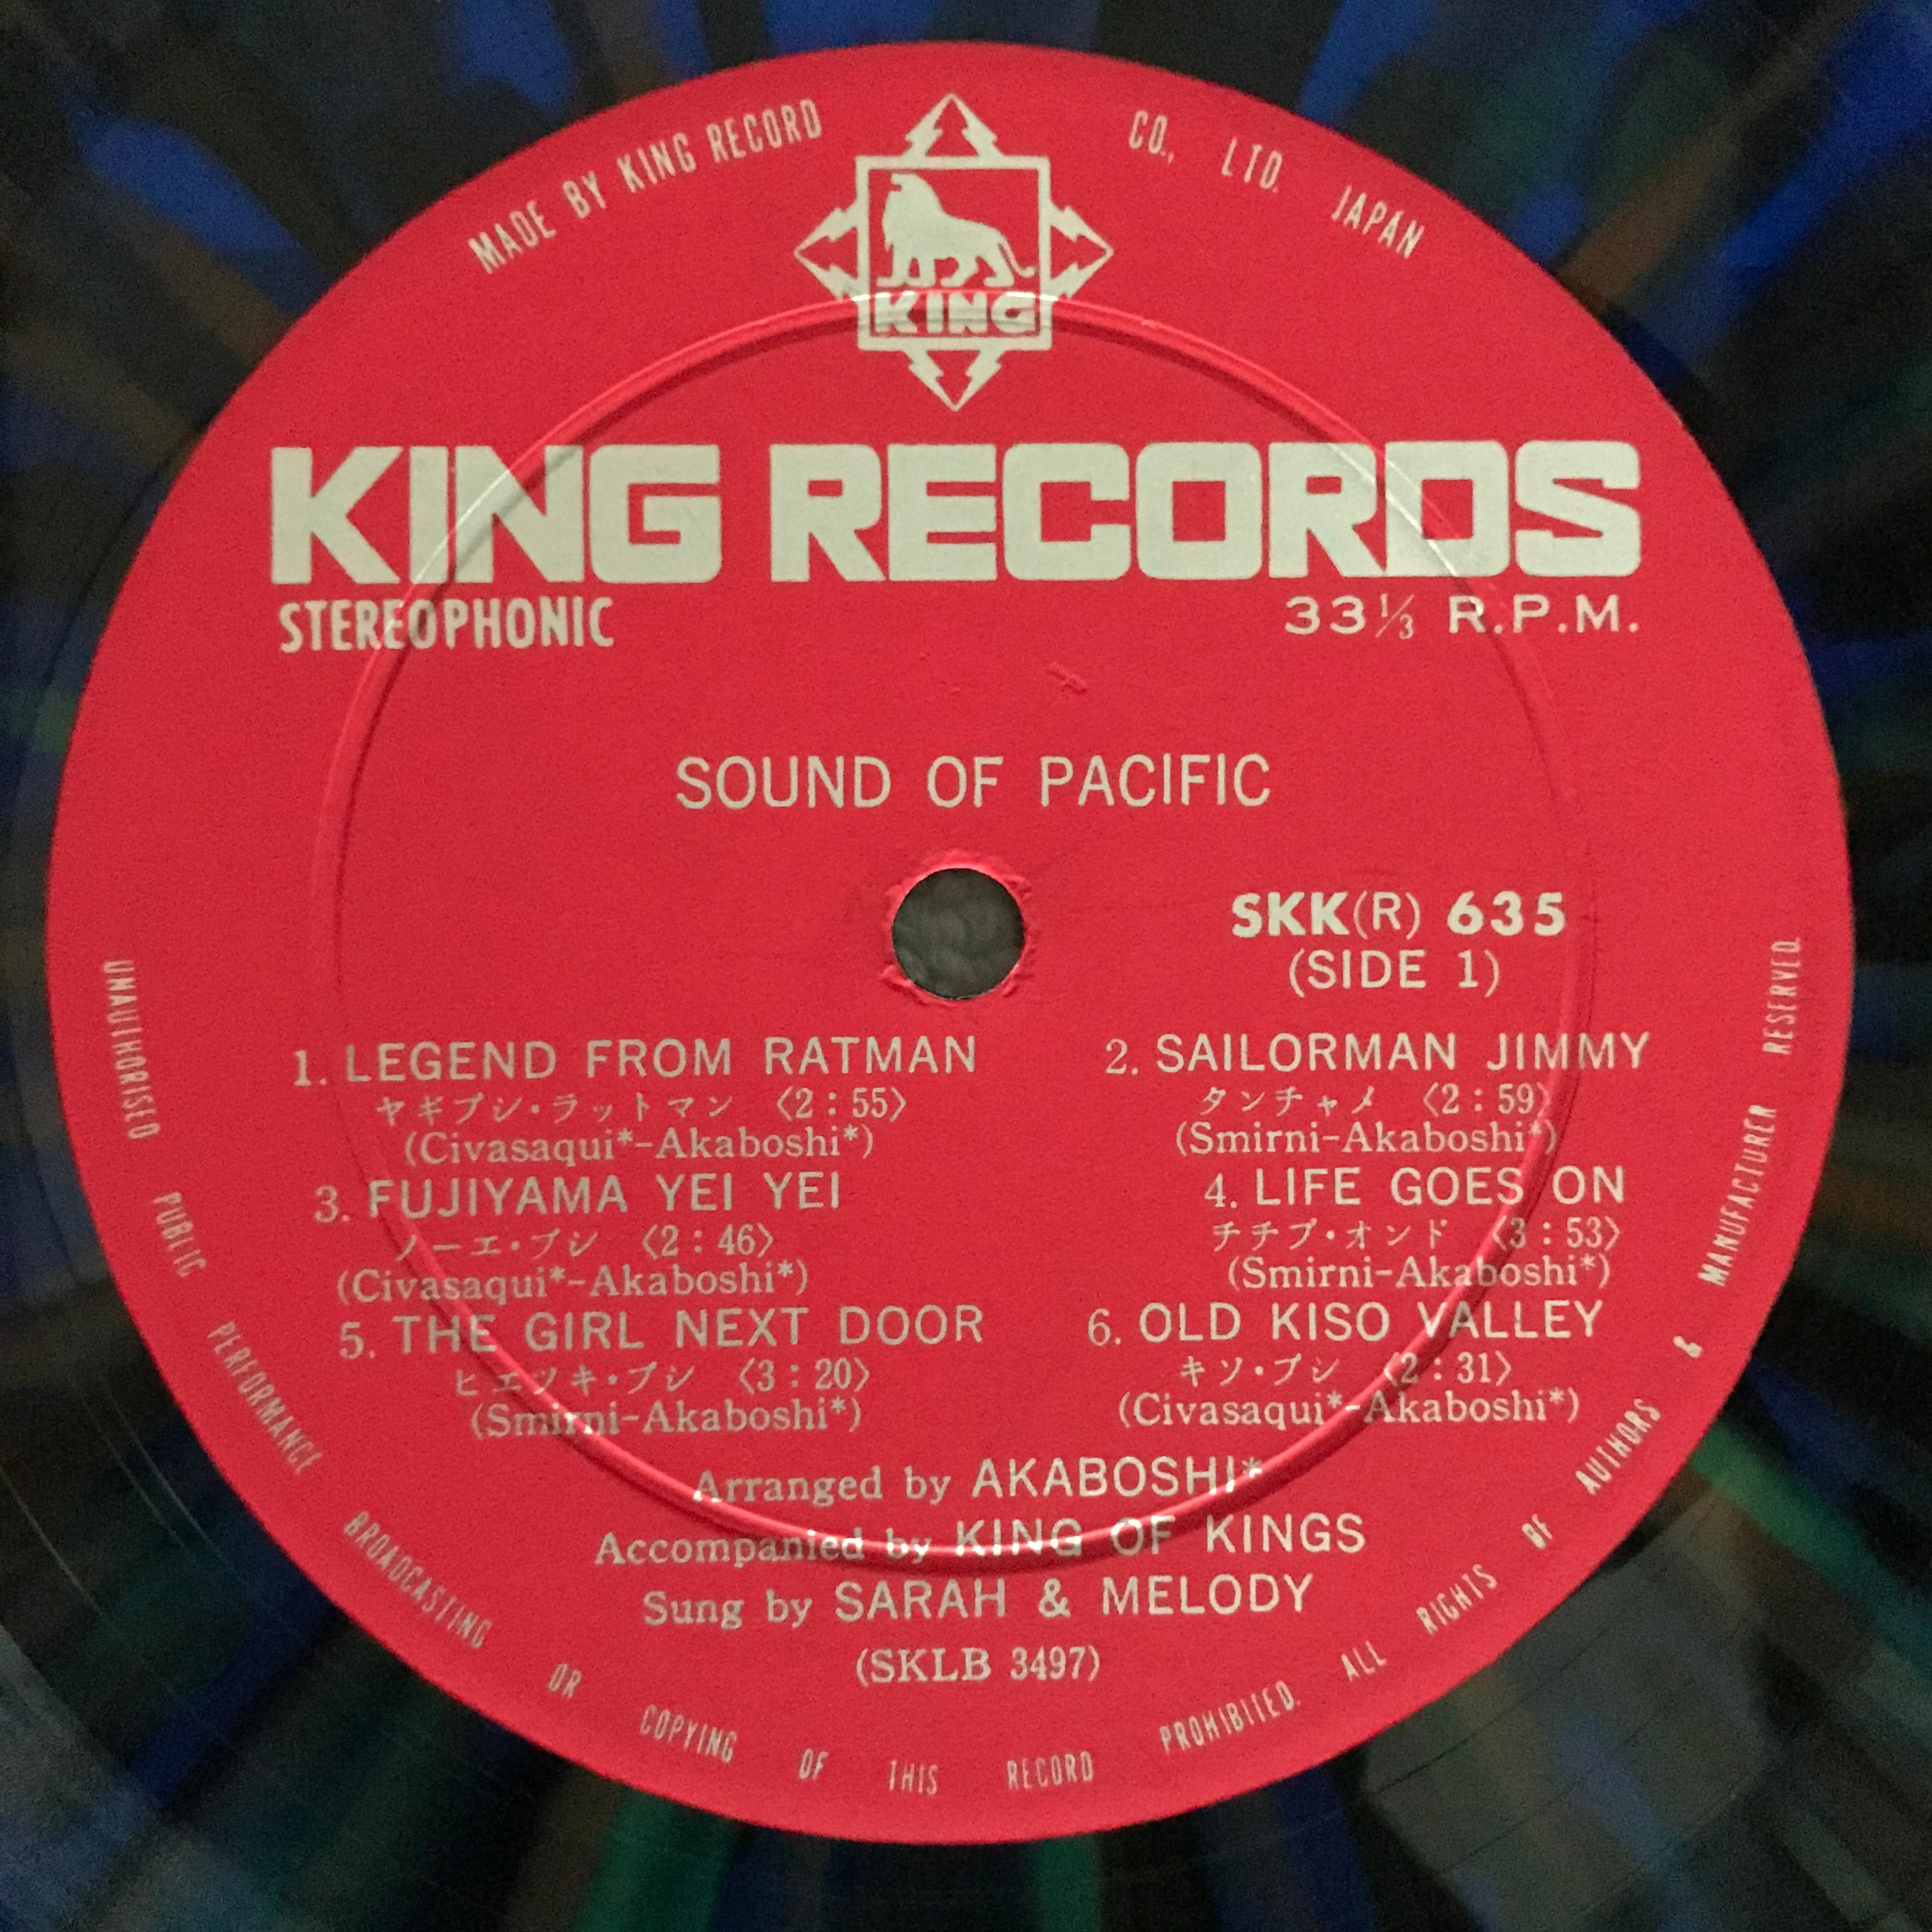 MADE BY KING RECORD CO., LTD. JAPAN
KING
KING RECORDS
STEREOPHONIC 33⅓ R.P.M.
SOUND OF PACIFIC
SKK(R) 635
(SIDE 1)
1. LEGEND FROM RATMAN
ヤギブシ・ラットマン 〈2:55〉
(Civasaqui*-Akaboshi*)
2. SAILORMAN JIMMY
タンチャメ 〈2:59〉
(Smirni-Akaboshi*)
3. FUJIYAMA YEI YEI
ノーエ・ブシ 〈2:46〉
(Civasaqui*-Akaboshi*)
4. LIFE GOES ON
チチブ・オンド 〈3:53〉
(Smirni-Akaboshi*)
5. THE GIRL NEXT DOOR
ヒエツキ・ブシ 〈3:20〉
(Smirni-Akaboshi*)
6. OLD KISO VALLEY
キソ・ブシ 〈2:31〉
(Civasaqui*-Akaboshi*)
Arranged by AKABOSHI*
Accompanied by KING OF KINGS
Sung by SARAH & MELODY
(SKLB 3497)
UNAUTHORISED PUBLIC PERFORMANCE BROADCASTING OR COPYING OF THIS RECORD PROHIBITED. ALL RIGHTS OF AUTHORS & MANUFACTURER RESERVED.